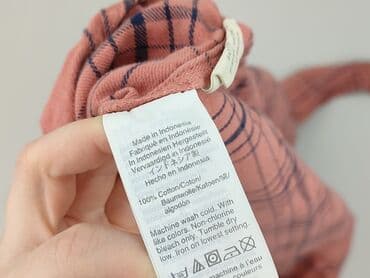 Made in Indonesia
Fabriqué en Indonésie
In Indonesien Hergestellt
Vervaardigd in Indonesië
インドネシア製
Hecho en Indonesia
100% Cotton/Coton/
Baumwolle/Katoen/綿/
algodón
Machine wash cold. With
like colors. Non-chlorine
bleach only. Tumble dry
low. Iron on lowest setting.